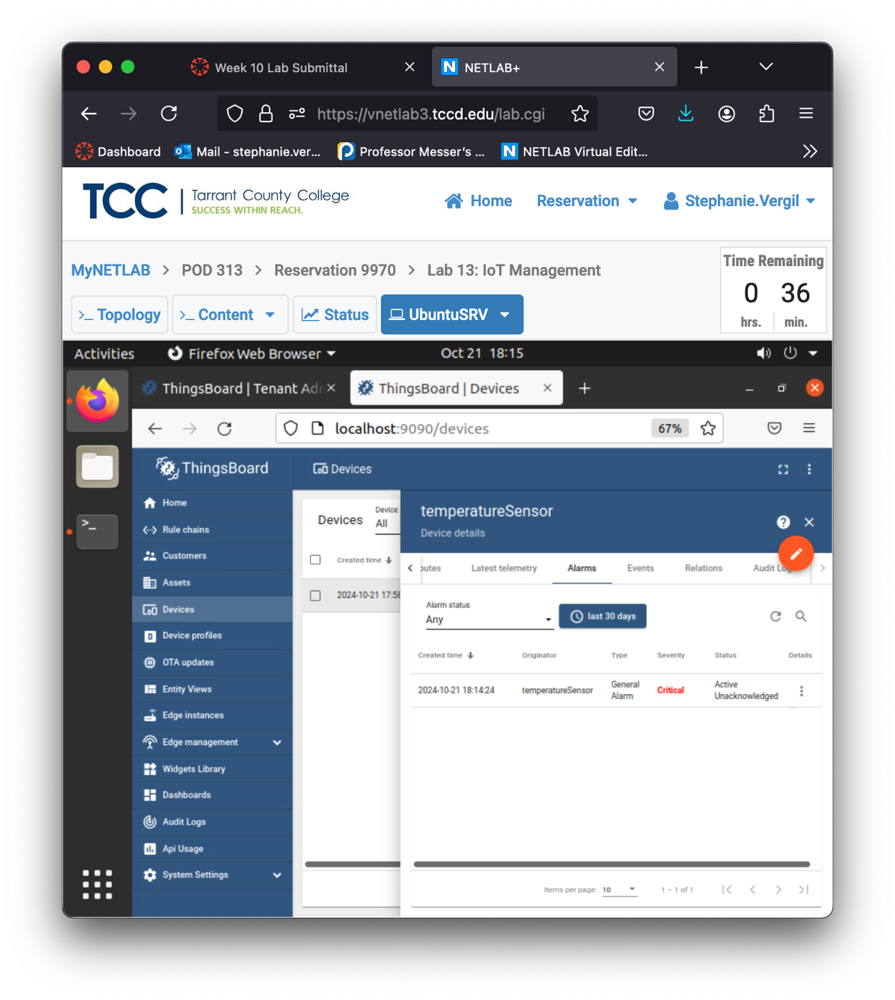 Week 10 Lab Submittal
NETLAB+
https://vnetlab3.tccd.edu/lab.cgi
Dashboard
Mail - stephanie.ver...
Professor Messer's ...
NETLAB Virtual Edit...
TCC
Tarrant County College
SUCCESS WITHIN REACH.
Home
Reservation
Stephanie.Vergil
MyNETLAB > POD 313 > Reservation 9970 > Lab 13: IoT Management
Time Remaining
0 36
hrs. min.
>_ Topology
>_ Content
Status
UbuntuSRV
Activities
Firefox Web Browser
Oct 21 18:15
ThingsBoard | Tenant Adm
ThingsBoard | Devices
localhost:9090/devices
67%
ThingsBoard
Devices
Home
Rule chains
Customers
Assets
Devices
Device profiles
OTA updates
Entity Views
Edge instances
Edge management
Widgets Library
Dashboards
Audit Logs
Api Usage
System Settings
Devices
Device
All
Created time
2024-10-21 17:58
temperatureSensor
Device details
butes
Latest telemetry
Alarms
Events
Relations
Audit Log
Alarm status
Any
last 30 days
Created time
Originator
Type
Severity
Status
Details
2024-10-21 18:14:24
temperatureSensor
General
Alarm
Critical
Active
Unacknowledged
Items per page: 10
1 – 1 of 1